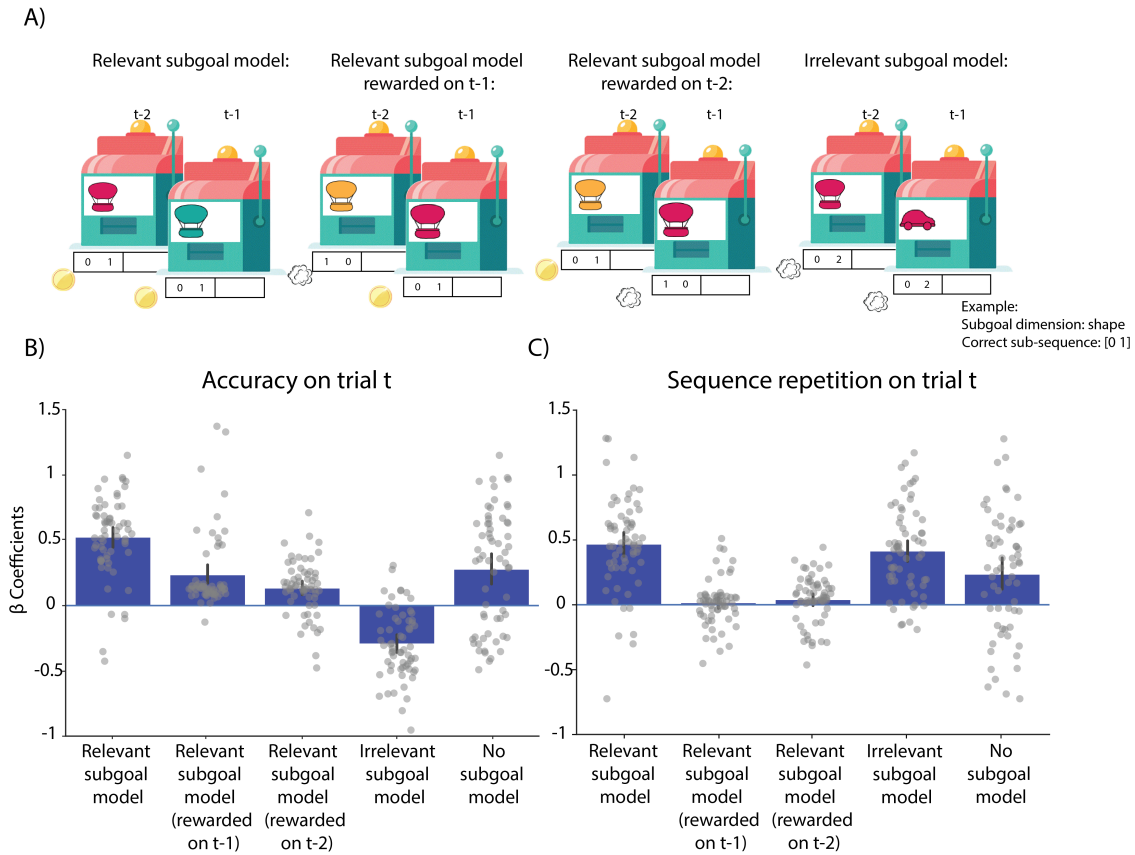 A)
Relevant subgoal model:
Relevant subgoal model
rewarded on t-1:
Relevant subgoal model
rewarded on t-2:
Irrelevant subgoal model:
t-2
t-1
t-2
t-1
t-2
t-1
t-2
t-1
0 1
0 1
1 0
0 1
0 1
1 0
0 2
0 2
Example:
Subgoal dimension: shape
Correct sub-sequence: [0 1]
B)
Accuracy on trial t
β Coefficients
1.5
1
0.5
0
-0.5
-1
Relevant
subgoal
model
Relevant
subgoal
model
(rewarded
on t-1)
Relevant
subgoal
model
(rewarded
on t-2)
Irrelevant
subgoal
model
No
subgoal
model
C)
Sequence repetition on trial t
1.5
1
0.5
0
-0.5
-1
Relevant
subgoal
model
Relevant
subgoal
model
(rewarded
on t-1)
Relevant
subgoal
model
(rewarded
on t-2)
Irrelevant
subgoal
model
No
subgoal
model